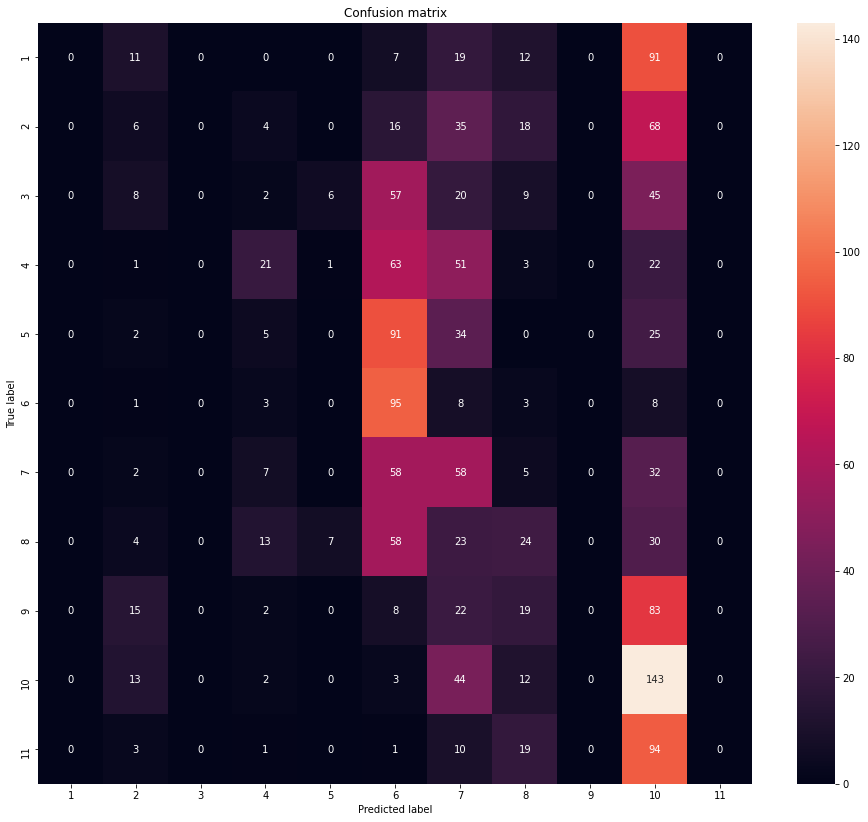 Confusion matrix
1 0 11 0 0 0 7 19 12 0 91 0
2 0 6 0 4 0 16 35 18 0 68 0
3 0 8 0 2 6 57 20 9 0 45 0
4 0 1 0 21 1 63 51 3 0 22 0
5 0 2 0 5 0 91 34 0 0 25 0
6 0 1 0 3 0 95 8 3 0 8 0
7 0 2 0 7 0 58 58 5 0 32 0
8 0 4 0 13 7 58 23 24 0 30 0
9 0 15 0 2 0 8 22 19 0 83 0
10 0 13 0 2 0 3 44 12 0 143 0
11 0 3 0 1 0 1 10 19 0 94 0
1 2 3 4 5 6 7 8 9 10 11
Predicted label
True label
140
120
100
80
60
40
20
0